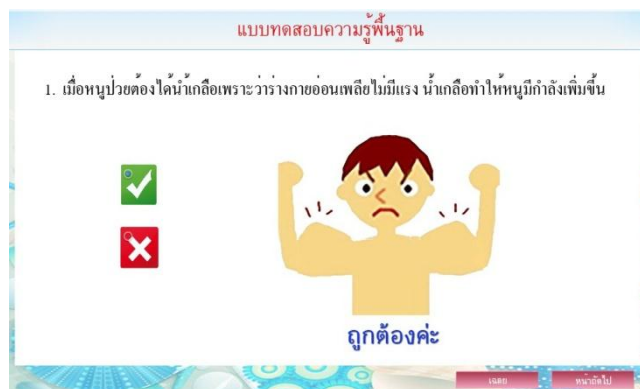 แบบทดสอบความรู้พื้นฐาน
1. เมื่อหนูป่วยต้องได้น้ำเกลือเพราะว่าร่างกายอ่อนเพลียไม่มีแรง น้ำเกลือทำให้หนูมีกำลังเพิ่มขึ้น
ถูกต้องค่ะ
เฉลย
หน้าถัดไป